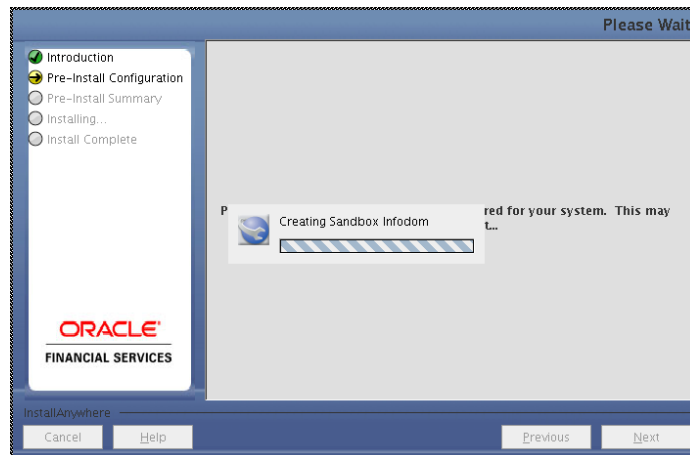 Please Wait
Introduction
Pre-Install Configuration
Pre-Install Summary
Installing...
Install Complete
P
red for your system. This may
t...
Creating Sandbox Infodom
ORACLE'
FINANCIAL SERVICES
InstallAnywhere
Cancel
Help
Previous
Next